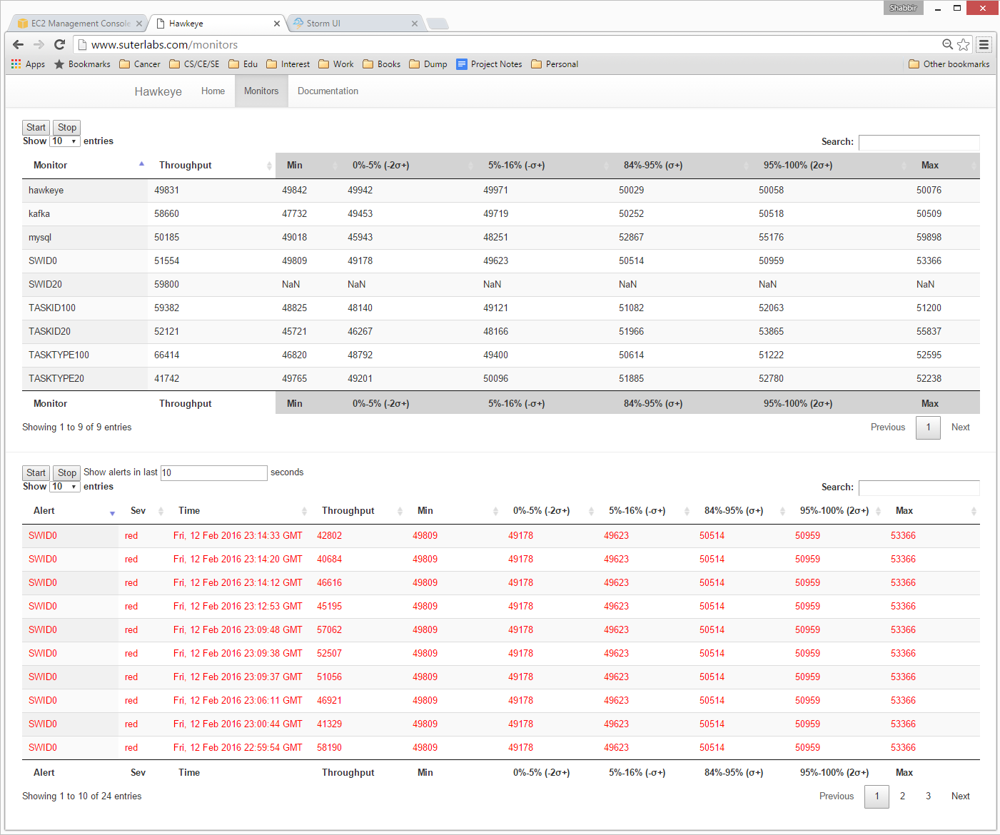 Shabbir
EC2 Management Console
Hawkeye
Storm UI
www.suterlabs.com/monitors
Apps Bookmarks Cancer CS/CE/SE Edu Interest Work Books Dump Project Notes Personal Other bookmarks
Hawkeye Home Monitors Documentation
Start Stop
Show 10 entries Search:
Monitor Throughput Min 0%-5% (-2σ+) 5%-16% (-σ+) 84%-95% (σ+) 95%-100% (2σ+) Max
hawkeye 49831 49842 49942 49971 50029 50058 50076
kafka 58660 47732 49453 49719 50252 50518 50509
mysql 50185 49018 45943 48251 52867 55176 59898
SWID0 51554 49809 49178 49623 50514 50959 53366
SWID20 59800 NaN NaN NaN NaN NaN NaN
TASKID100 59382 48825 48140 49121 51082 52063 51200
TASKID20 52121 45721 46267 48166 51966 53865 55837
TASKTYPE100 66414 46820 48792 49400 50614 51222 52595
TASKTYPE20 41742 49765 49201 50096 51885 52780 52238
Monitor Throughput Min 0%-5% (-2σ+) 5%-16% (-σ+) 84%-95% (σ+) 95%-100% (2σ+) Max
Showing 1 to 9 of 9 entries Previous 1 Next
Start Stop Show alerts in last 10 seconds
Show 10 entries Search:
Alert Sev Time Throughput Min 0%-5% (-2σ+) 5%-16% (-σ+) 84%-95% (σ+) 95%-100% (2σ+) Max
SWID0 red Fri, 12 Feb 2016 23:14:33 GMT 42802 49809 49178 49623 50514 50959 53366
SWID0 red Fri, 12 Feb 2016 23:14:20 GMT 40684 49809 49178 49623 50514 50959 53366
SWID0 red Fri, 12 Feb 2016 23:14:12 GMT 46616 49809 49178 49623 50514 50959 53366
SWID0 red Fri, 12 Feb 2016 23:12:53 GMT 45195 49809 49178 49623 50514 50959 53366
SWID0 red Fri, 12 Feb 2016 23:09:48 GMT 57062 49809 49178 49623 50514 50959 53366
SWID0 red Fri, 12 Feb 2016 23:09:38 GMT 52507 49809 49178 49623 50514 50959 53366
SWID0 red Fri, 12 Feb 2016 23:09:37 GMT 51056 49809 49178 49623 50514 50959 53366
SWID0 red Fri, 12 Feb 2016 23:06:11 GMT 46921 49809 49178 49623 50514 50959 53366
SWID0 red Fri, 12 Feb 2016 23:00:44 GMT 41329 49809 49178 49623 50514 50959 53366
SWID0 red Fri, 12 Feb 2016 22:59:54 GMT 58190 49809 49178 49623 50514 50959 53366
Alert Sev Time Throughput Min 0%-5% (-2σ+) 5%-16% (-σ+) 84%-95% (σ+) 95%-100% (2σ+) Max
Showing 1 to 10 of 24 entries Previous 1 2 3 Next